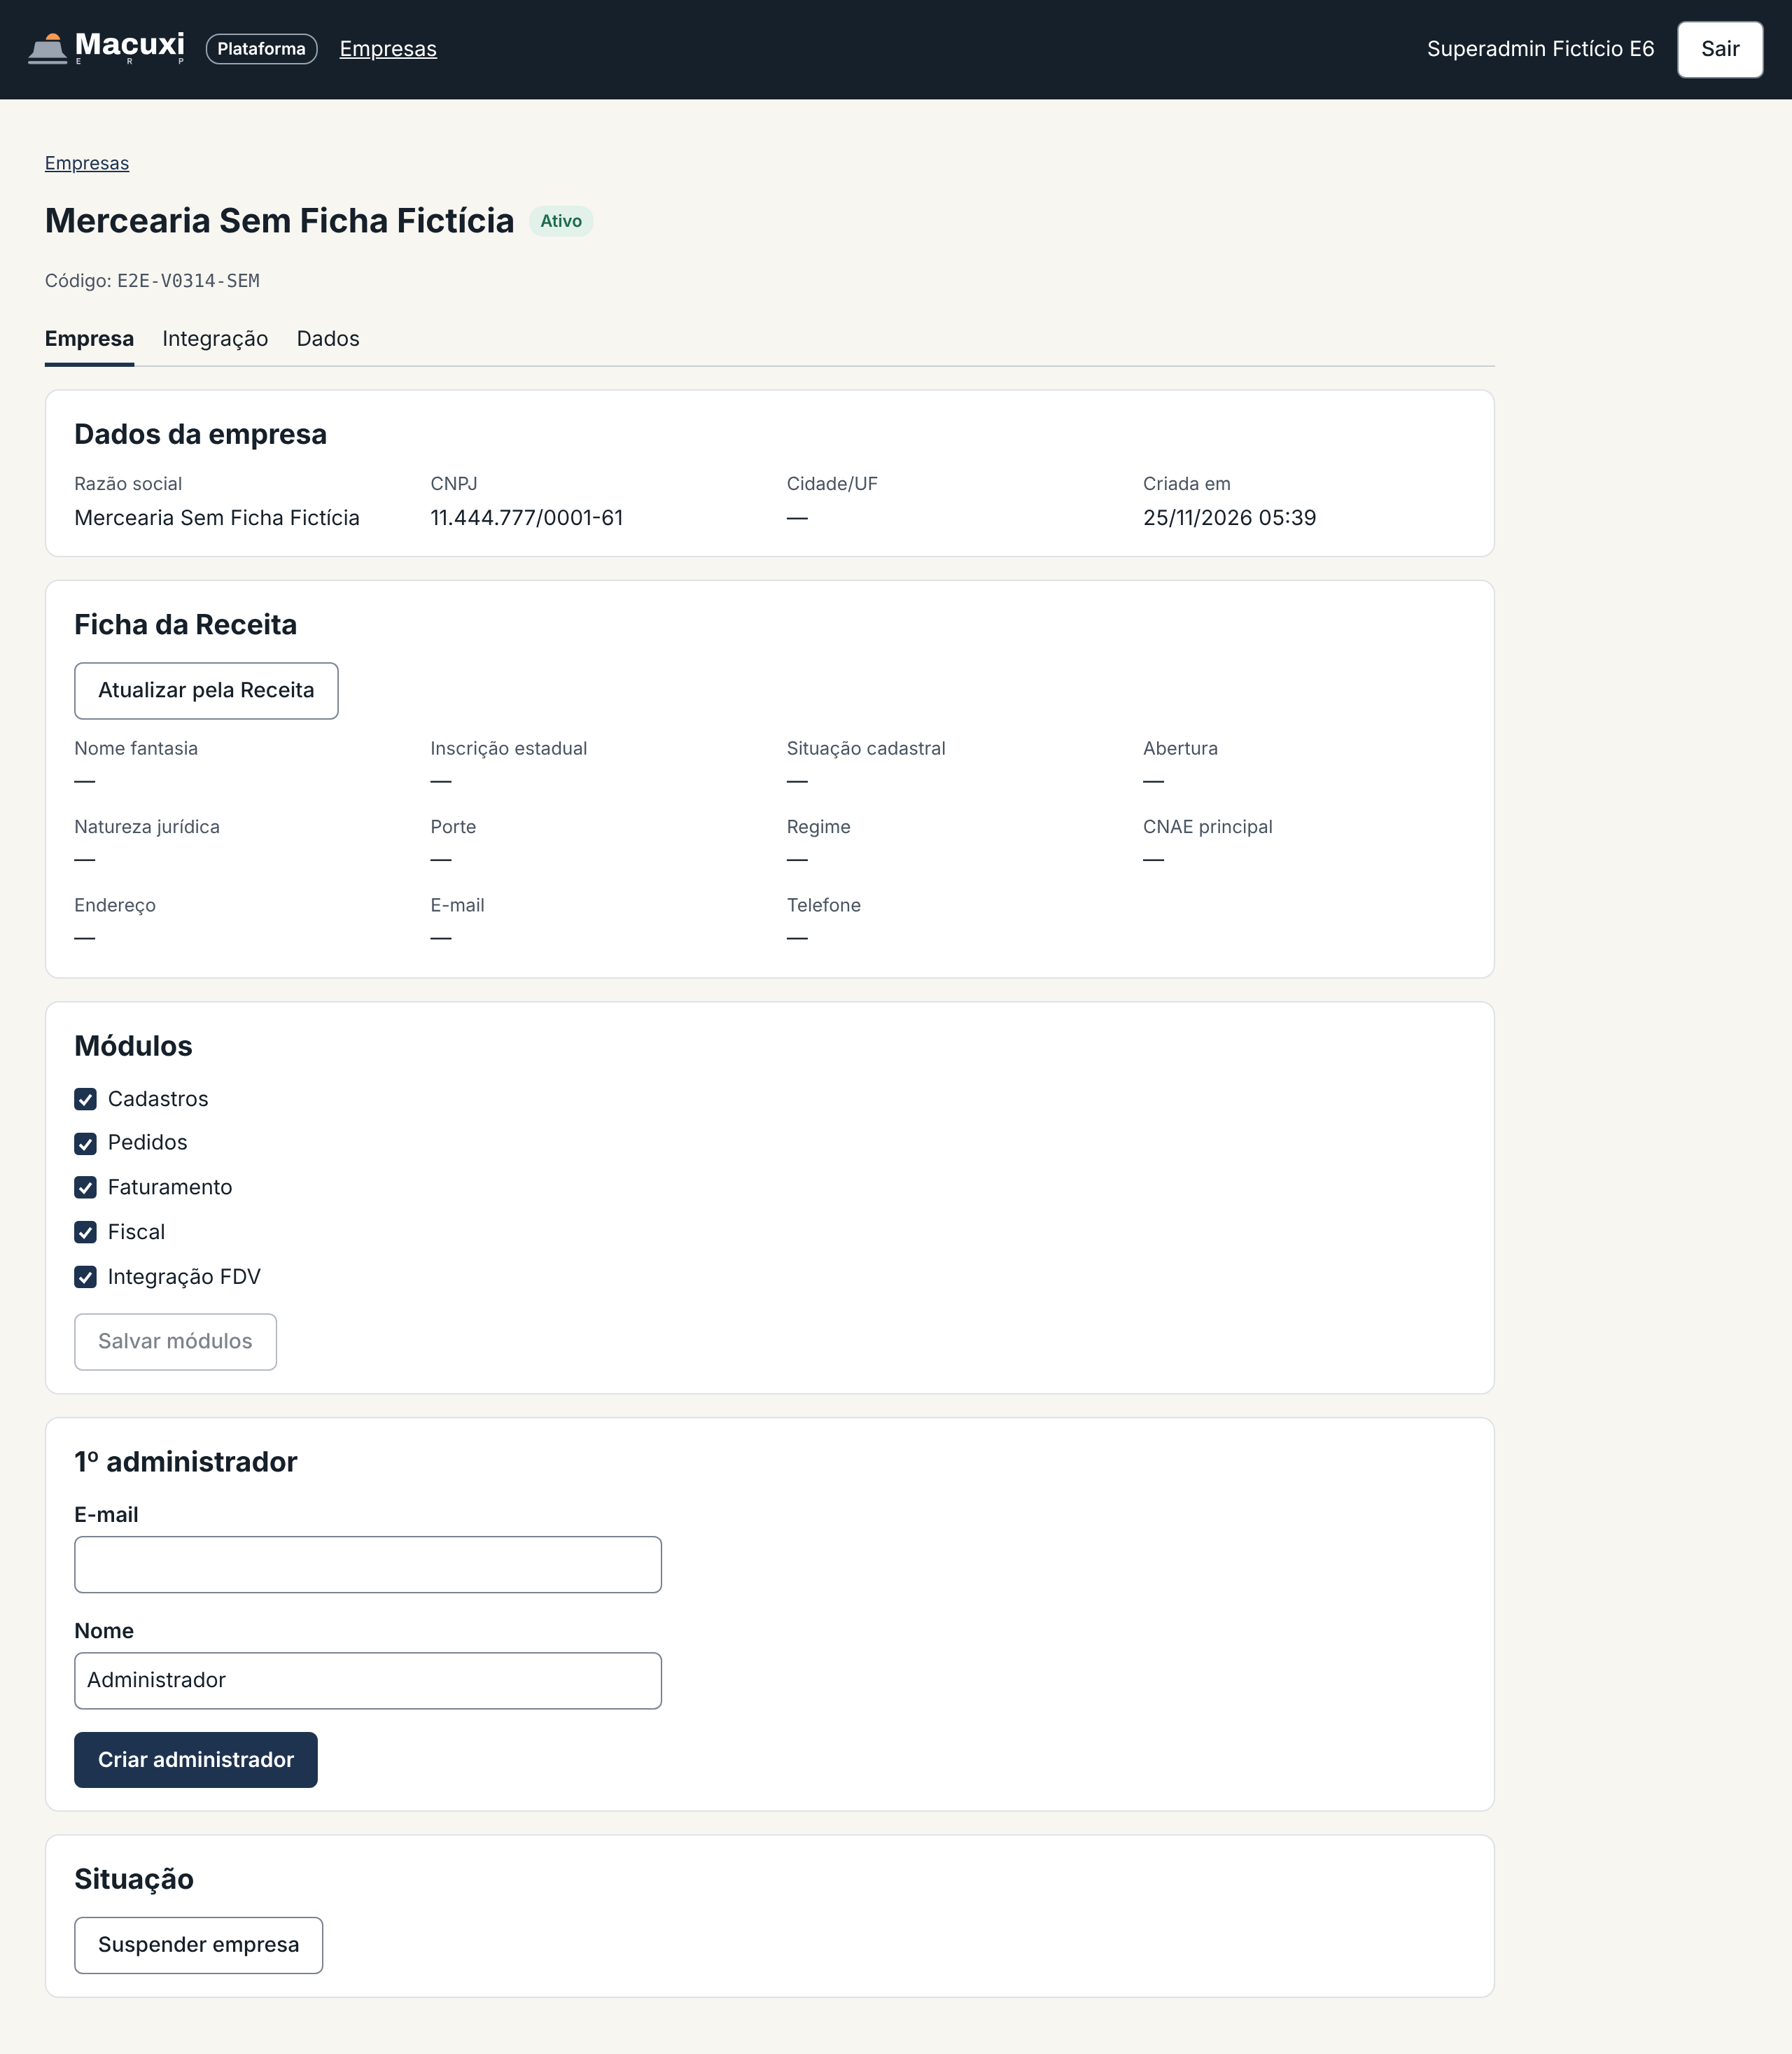 Macuxi
ERP
Plataforma
Empresas
Superadmin Fictício E6
Sair
Empresas
Mercearia Sem Ficha Fictícia
Ativo
Código: E2E-V0314-SEM
Empresa
Integração
Dados
Dados da empresa
Razão social
Mercearia Sem Ficha Fictícia
CNPJ
11.444.777/0001-61
Cidade/UF
—
Criada em
25/11/2026 05:39
Ficha da Receita
Atualizar pela Receita
Nome fantasia
—
Inscrição estadual
—
Situação cadastral
—
Abertura
—
Natureza jurídica
—
Porte
—
Regime
—
CNAE principal
—
Endereço
—
E-mail
—
Telefone
—
Módulos
Cadastros
Pedidos
Faturamento
Fiscal
Integração FDV
Salvar módulos
1º administrador
E-mail
Nome
Administrador
Criar administrador
Situação
Suspender empresa